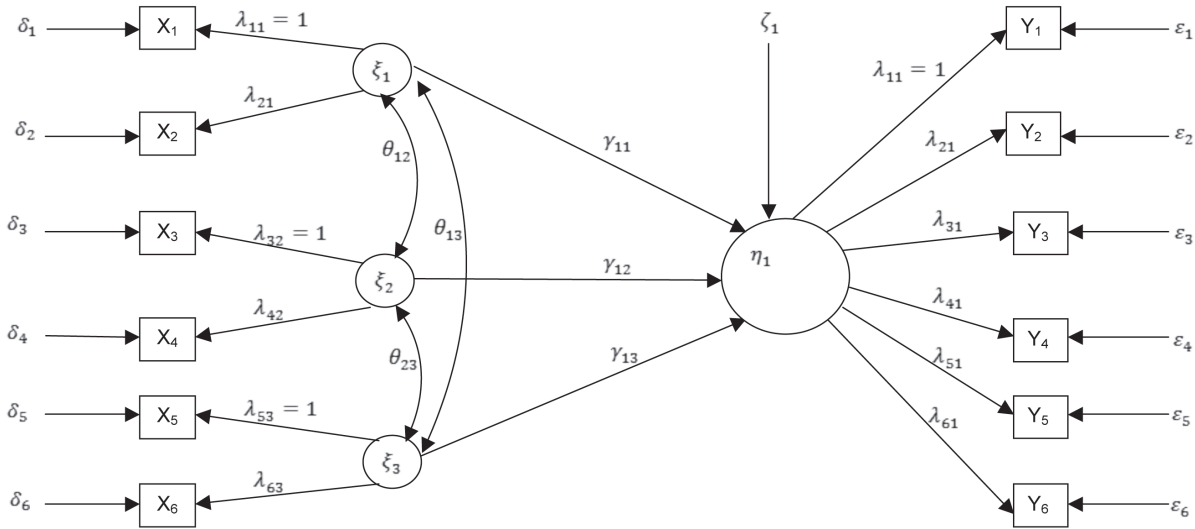 δ₁ X₁ λ₁₁ = 1 ζ₁ Y₁ ε₁
ξ₁ λ₁₁ = 1
λ₂₁
δ₂ X₂ λ₂₁ Y₂ ε₂
θ₁₂ γ₁₁
δ₃ X₃ λ₃₂ = 1 θ₁₃ λ₃₁ Y₃ ε₃
ξ₂ γ₁₂ η₁
λ₄₂ λ₄₁
δ₄ X₄ θ₂₃ γ₁₃ Y₄ ε₄
λ₅₁
δ₅ X₅ λ₅₃ = 1 λ₆₁ Y₅ ε₅
ξ₃
λ₆₃
δ₆ X₆ Y₆ ε₆